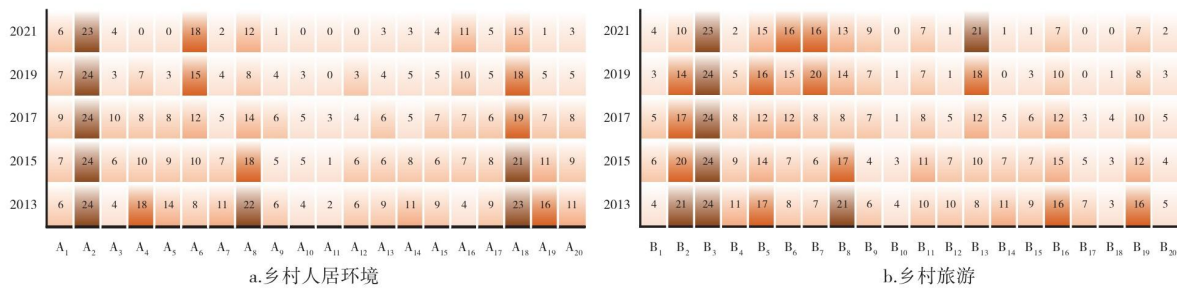 2021 6 23 4 0 0 18 2 12 1 0 0 0 3 3 4 11 5 15 1 3
2019 7 24 3 7 3 15 4 8 4 3 0 3 4 5 5 10 5 18 5 5
2017 9 24 10 8 8 12 5 14 6 5 3 4 6 5 7 7 6 19 7 8
2015 7 24 6 10 9 10 7 18 5 5 1 6 6 8 6 7 8 21 11 9
2013 6 24 4 18 14 8 11 22 6 4 2 6 9 11 9 4 9 23 16 11
A₁ A₂ A₃ A₄ A₅ A₆ A₇ A₈ A₉ A₁₀ A₁₁ A₁₂ A₁₃ A₁₄ A₁₅ A₁₆ A₁₇ A₁₈ A₁₉ A₂₀
a.乡村人居环境
4 10 23 2 15 16 16 13 9 0 7 1 21 1 1 7 0 0 7 2
2021
3 14 24 5 16 15 20 14 7 1 7 1 18 0 3 10 0 1 8 3
2019
5 17 24 8 12 12 8 8 7 1 8 5 12 5 6 12 3 4 10 5
2017
6 20 24 9 14 7 6 17 4 3 11 7 10 7 7 15 5 3 12 4
2015
4 21 24 11 17 8 7 21 6 4 10 10 8 11 9 16 7 3 16 5
2013
B₁ B₂ B₃ B₄ B₅ B₆ B₇ B₈ B₉ B₁₀ B₁₁ B₁₂ B₁₃ B₁₄ B₁₅ B₁₆ B₁₇ B₁₈ B₁₉ B₂₀
b.乡村旅游